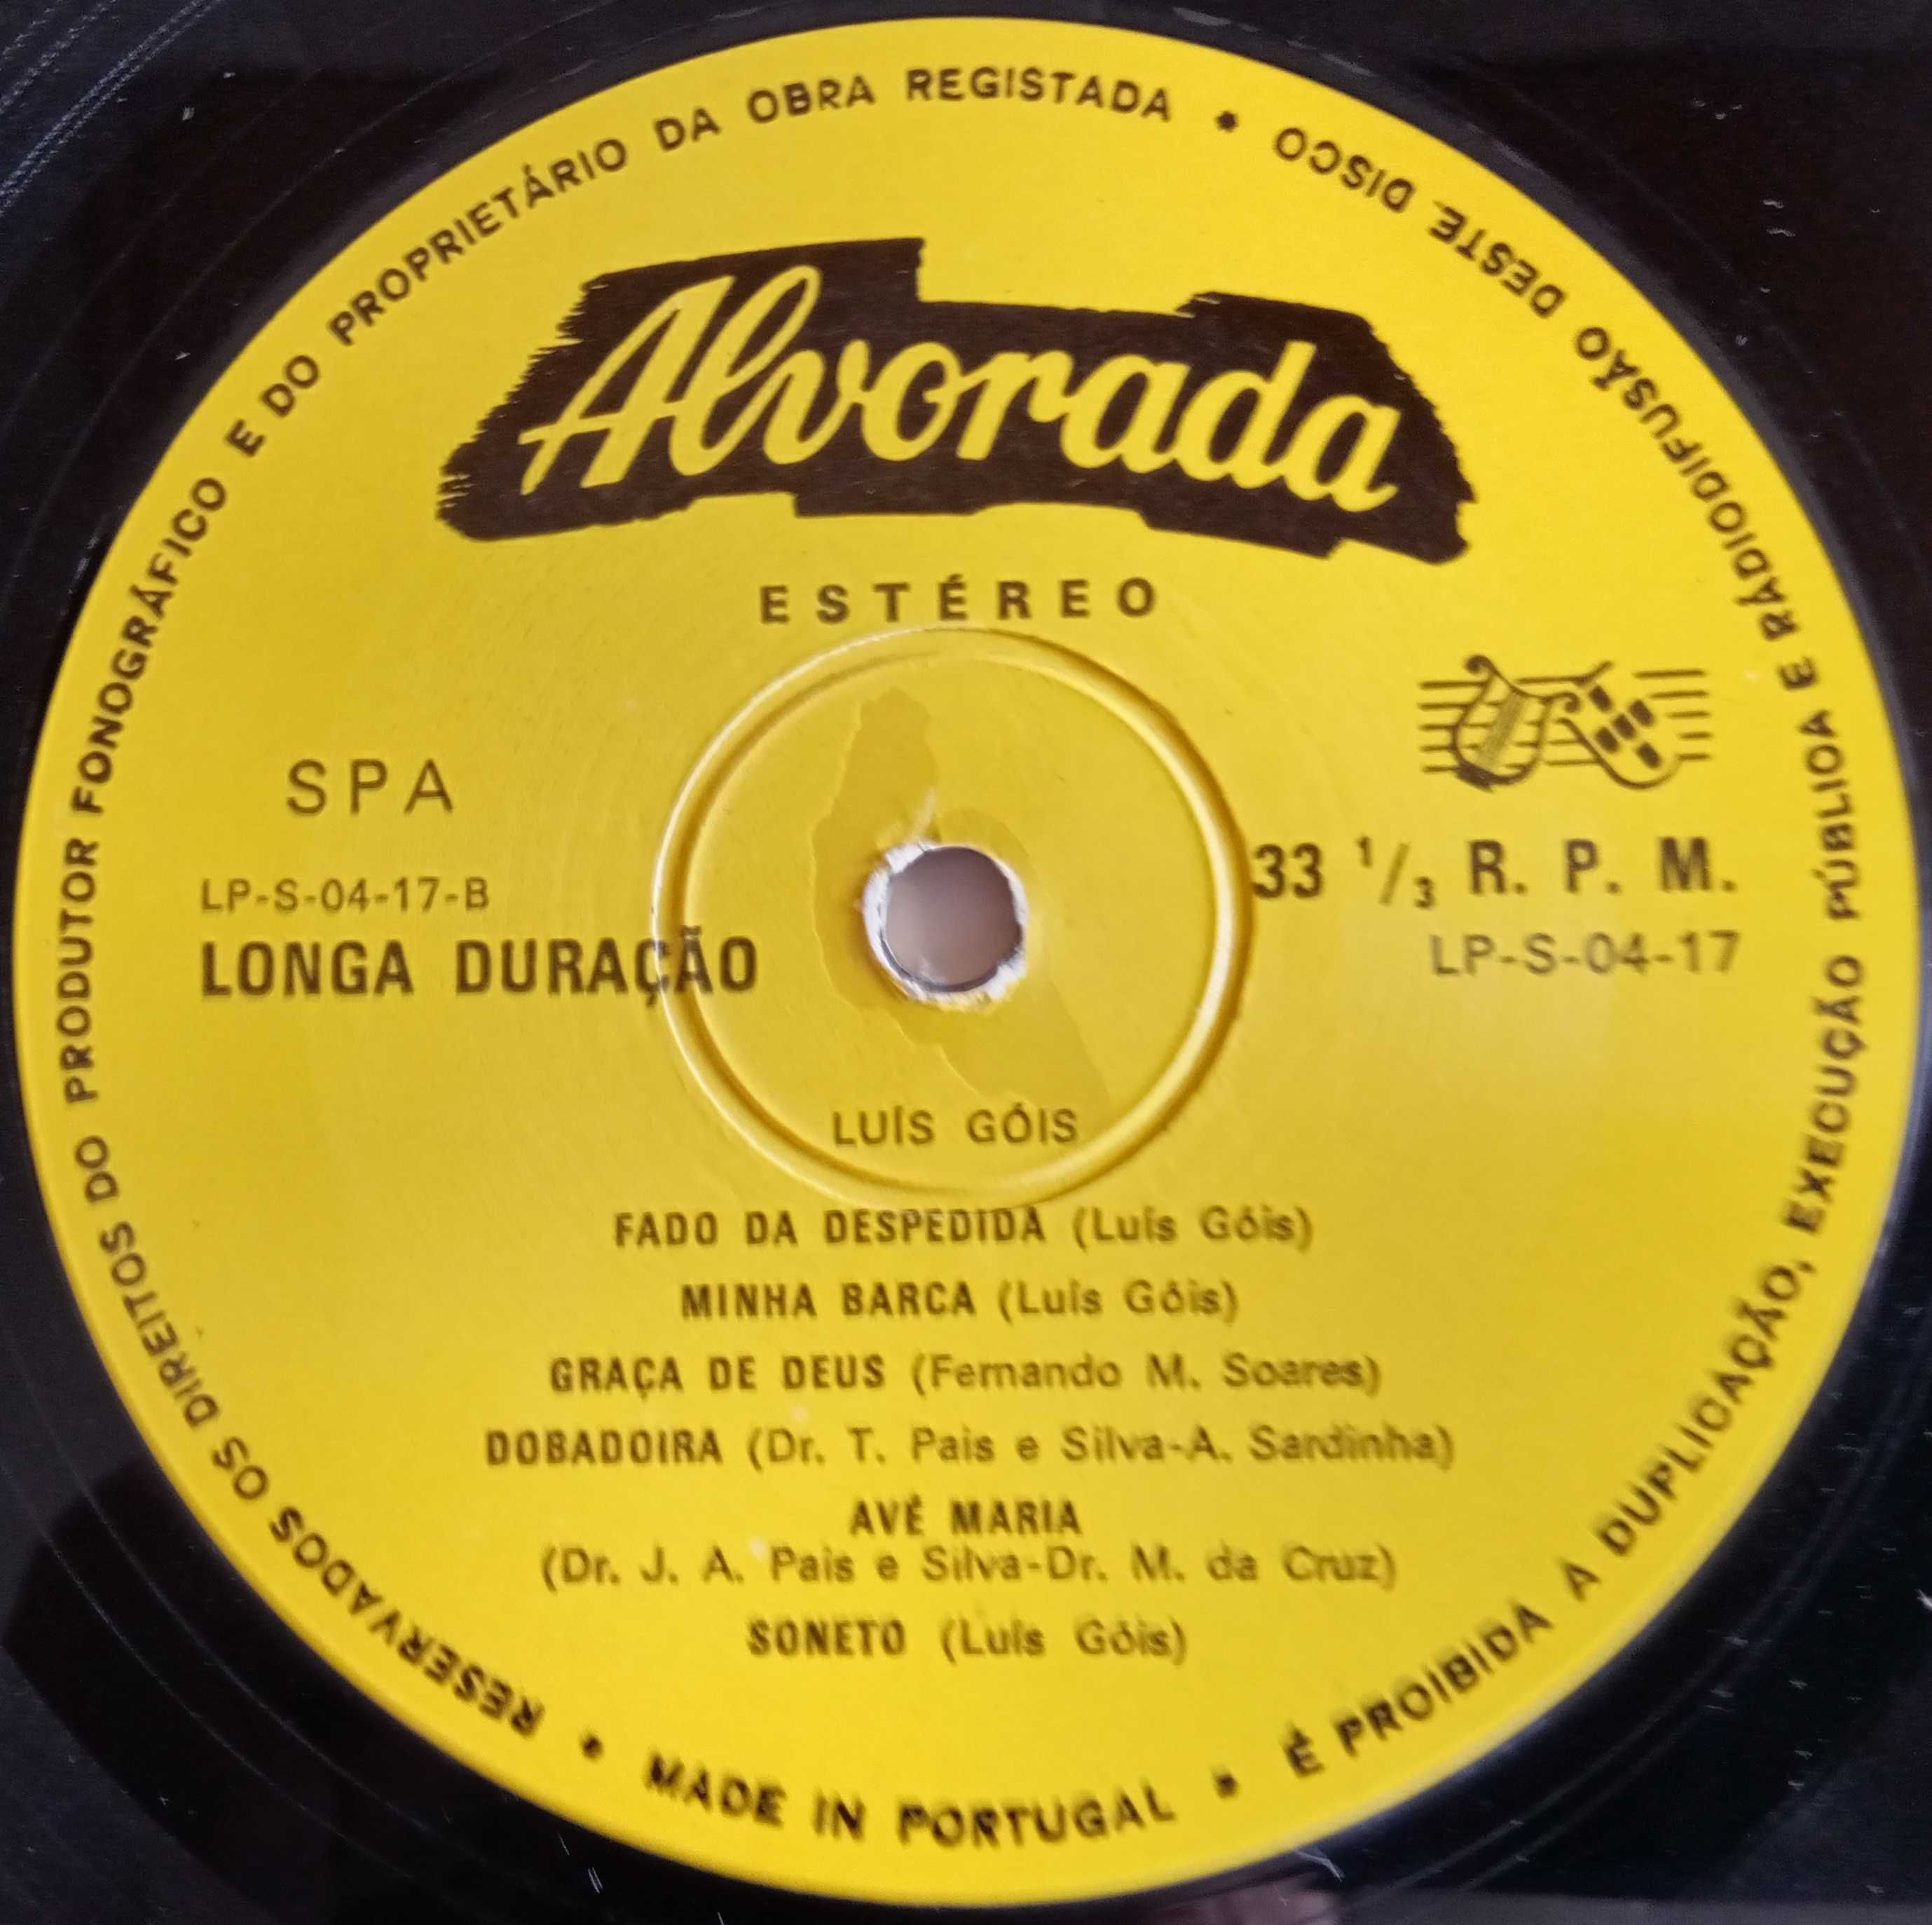 RESERVADOS OS DIREITOS DO PRODUTOR FONOGRÁFICO E DO PROPRIETÁRIO DA OBRA REGISTADA •
Alvorada
ESTÉREO
SPA
LP-S-04-17-B
LONGA DURAÇÃO
33 1/3 R. P. M.
LP-S-04-17
LUÍS GÓIS
FADO DA DESPEDIDA (Luís Góis)
MINHA BARCA (Luís Góis)
GRAÇA DE DEUS (Fernando M. Soares)
DOBADOIRA (Dr. T. Pais e Silva-A. Sardinha)
AVÉ MARIA
(Dr. J. A. Pais e Silva-Dr. M. da Cruz)
SONETO (Luís Góis)
É PROIBIDA A DUPLICAÇÃO, EXECUÇÃO PÚBLICA E RÁDIODIFUSÃO DESTE DISCO
• MADE IN PORTUGAL •